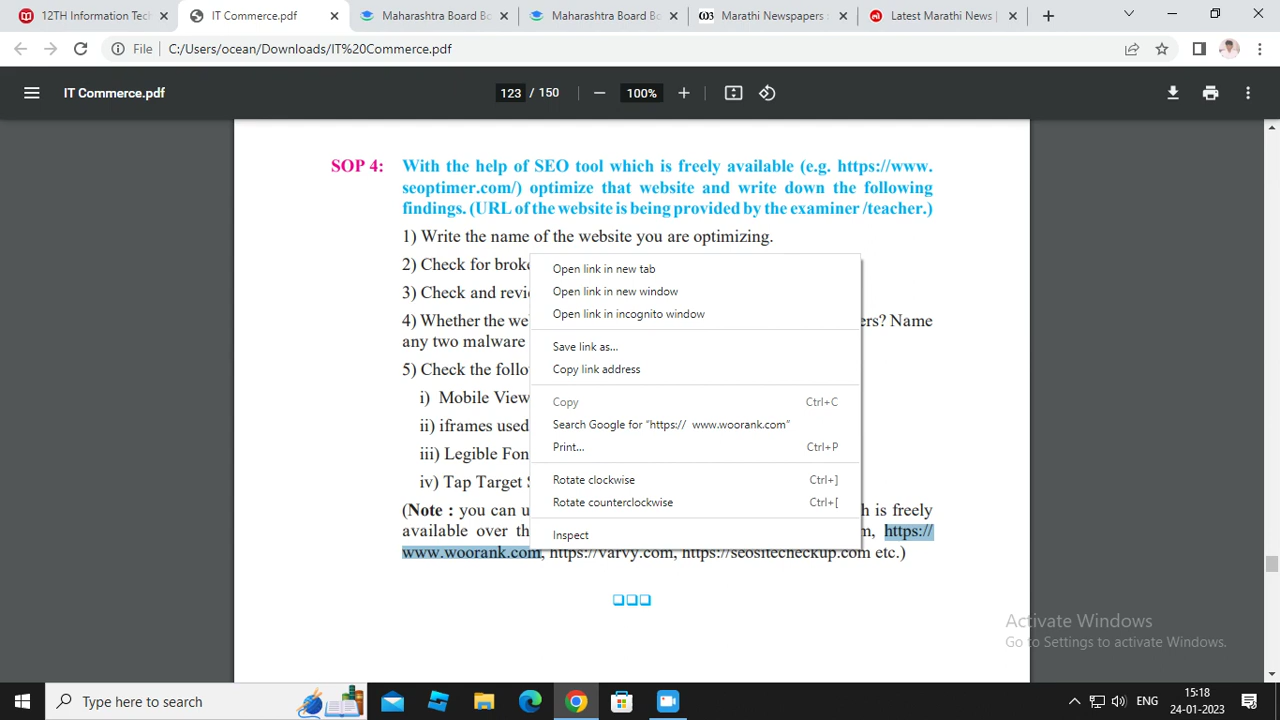 12TH Information Tec
IT Commerce.pdf
Maharashtra Board Bo
Maharashtra Board Bo
Marathi Newspapers
Latest Marathi News |
File
C:/Users/ocean/Downloads/IT%20Commerce.pdf
IT Commerce.pdf
123 / 150
100%
SOP 4: With the help of SEO tool which is freely available (e.g. https://www.
seoptimer.com/) optimize that website and write down the following
findings. (URL of the website is being provided by the examiner /teacher.)
1) Write the name of the website you are optimizing.
2) Check for brok
3) Check and revi
4) Whether the we
ers? Name
any two malware
5) Check the follo
i) Mobile View
ii) iframes used
iii) Legible Fon
iv) Tap Target
(Note : you can u
h is freely
available over th
m, https://
www.woorank.com, https://varvy.com, https://seositecheckup.com etc.)
Open link in new tab
Open link in new window
Open link in incognito window
Save link as...
Copy link address
Copy Ctrl+C
Search Google for “https:// www.woorank.com”
Print... Ctrl+P
Rotate clockwise Ctrl+]
Rotate counterclockwise Ctrl+[
Inspect
Activate Windows
Go to Settings to activate Windows.
Type here to search
ENG
15:18
24-01-2023